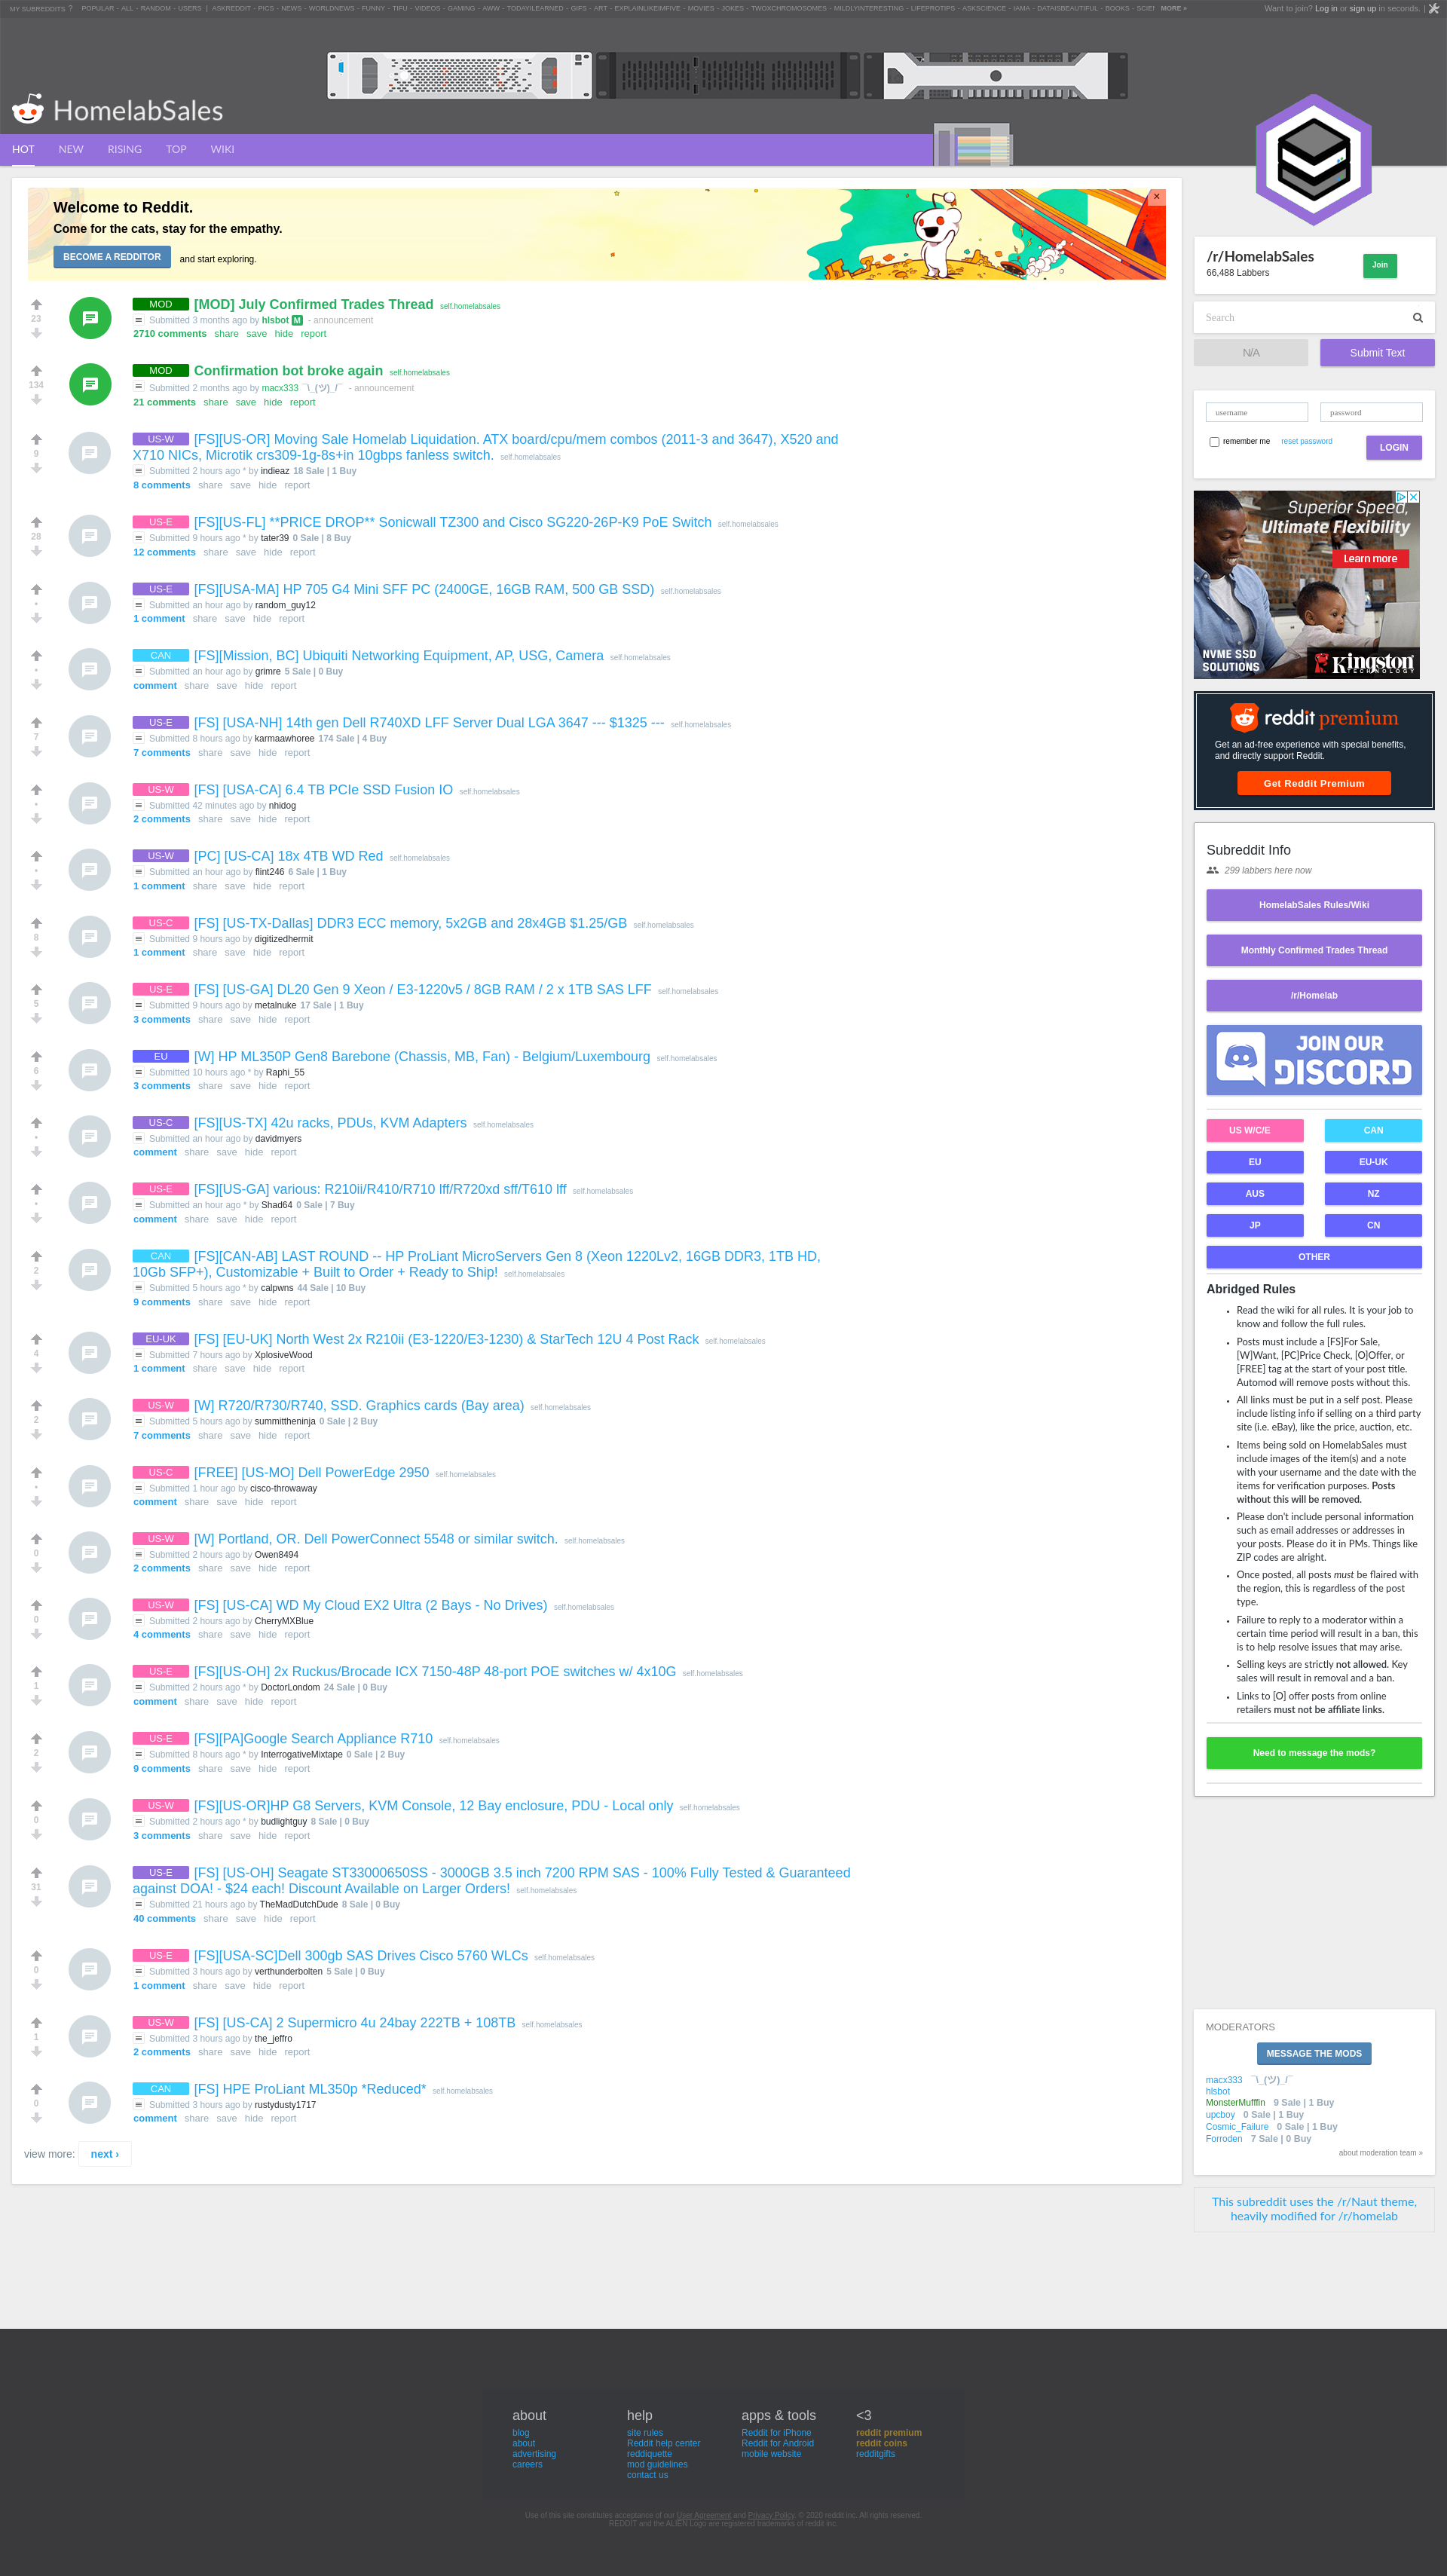 MY SUBREDDITS ? POPULAR - ALL - RANDOM - USERS | ASKREDDIT - PICS - NEWS - WORLDNEWS - FUNNY - TIFU - VIDEOS - GAMING - AWW - TODAYILEARNED - GIFS - ART - EXPLAINLIKEIMFIVE - MOVIES - JOKES - TWOXCHROMOSOMES - MILDLYINTERESTING - LIFEPROTIPS - ASKSCIENCE - IAMA - DATAISBEAUTIFUL - BOOKS - MORE »
Want to join? Log in or sign up in seconds. |
HomelabSales
HOT NEW RISING TOP WIKI
Welcome to Reddit.
Come for the cats, stay for the empathy.
BECOME A REDDITOR and start exploring.
×
23
MOD [MOD] July Confirmed Trades Thread self.homelabsales
Submitted 3 months ago by hlsbot M - announcement
2710 comments share save hide report
134
MOD Confirmation bot broke again self.homelabsales
Submitted 2 months ago by macx333 ¯\_(ツ)_/¯ - announcement
21 comments share save hide report
9
US-W [FS][US-OR] Moving Sale Homelab Liquidation. ATX board/cpu/mem combos (2011-3 and 3647), X520 and
X710 NICs, Microtik crs309-1g-8s+in 10gbps fanless switch. self.homelabsales
Submitted 2 hours ago * by indieaz 18 Sale | 1 Buy
8 comments share save hide report
28
US-E [FS][US-FL] **PRICE DROP** Sonicwall TZ300 and Cisco SG220-26P-K9 PoE Switch self.homelabsales
Submitted 9 hours ago * by tater39 0 Sale | 8 Buy
12 comments share save hide report
•
US-E [FS][USA-MA] HP 705 G4 Mini SFF PC (2400GE, 16GB RAM, 500 GB SSD) self.homelabsales
Submitted an hour ago by random_guy12
1 comment share save hide report
•
CAN [FS][Mission, BC] Ubiquiti Networking Equipment, AP, USG, Camera self.homelabsales
Submitted an hour ago by grimre 5 Sale | 0 Buy
comment share save hide report
7
US-E [FS] [USA-NH] 14th gen Dell R740XD LFF Server Dual LGA 3647 --- $1325 --- self.homelabsales
Submitted 8 hours ago by karmaawhoree 174 Sale | 4 Buy
7 comments share save hide report
•
US-W [FS] [USA-CA] 6.4 TB PCIe SSD Fusion IO self.homelabsales
Submitted 42 minutes ago by nhidog
2 comments share save hide report
•
US-W [PC] [US-CA] 18x 4TB WD Red self.homelabsales
Submitted an hour ago by flint246 6 Sale | 1 Buy
1 comment share save hide report
8
US-C [FS] [US-TX-Dallas] DDR3 ECC memory, 5x2GB and 28x4GB $1.25/GB self.homelabsales
Submitted 9 hours ago by digitizedhermit
1 comment share save hide report
5
US-E [FS] [US-GA] DL20 Gen 9 Xeon / E3-1220v5 / 8GB RAM / 2 x 1TB SAS LFF self.homelabsales
Submitted 9 hours ago by metalnuke 17 Sale | 1 Buy
3 comments share save hide report
6
EU [W] HP ML350P Gen8 Barebone (Chassis, MB, Fan) - Belgium/Luxembourg self.homelabsales
Submitted 10 hours ago * by Raphi_55
3 comments share save hide report
•
US-C [FS][US-TX] 42u racks, PDUs, KVM Adapters self.homelabsales
Submitted an hour ago by davidmyers
comment share save hide report
•
US-E [FS][US-GA] various: R210ii/R410/R710 lff/R720xd sff/T610 lff self.homelabsales
Submitted an hour ago * by Shad64 0 Sale | 7 Buy
comment share save hide report
2
CAN [FS][CAN-AB] LAST ROUND -- HP ProLiant MicroServers Gen 8 (Xeon 1220Lv2, 16GB DDR3, 1TB HD,
10Gb SFP+), Customizable + Built to Order + Ready to Ship! self.homelabsales
Submitted 5 hours ago * by calpwns 44 Sale | 10 Buy
9 comments share save hide report
4
EU-UK [FS] [EU-UK] North West 2x R210ii (E3-1220/E3-1230) & StarTech 12U 4 Post Rack self.homelabsales
Submitted 7 hours ago by XplosiveWood
1 comment share save hide report
2
US-W [W] R720/R730/R740, SSD. Graphics cards (Bay area) self.homelabsales
Submitted 5 hours ago by summittheninja 0 Sale | 2 Buy
7 comments share save hide report
•
US-C [FREE] [US-MO] Dell PowerEdge 2950 self.homelabsales
Submitted 1 hour ago by cisco-throwaway
comment share save hide report
0
US-W [W] Portland, OR. Dell PowerConnect 5548 or similar switch. self.homelabsales
Submitted 2 hours ago by Owen8494
2 comments share save hide report
0
US-W [FS] [US-CA] WD My Cloud EX2 Ultra (2 Bays - No Drives) self.homelabsales
Submitted 2 hours ago by CherryMXBlue
4 comments share save hide report
1
US-E [FS][US-OH] 2x Ruckus/Brocade ICX 7150-48P 48-port POE switches w/ 4x10G self.homelabsales
Submitted 2 hours ago * by DoctorLondom 24 Sale | 0 Buy
comment share save hide report
2
US-E [FS][PA]Google Search Appliance R710 self.homelabsales
Submitted 8 hours ago * by InterrogativeMixtape 0 Sale | 2 Buy
9 comments share save hide report
0
US-W [FS][US-OR]HP G8 Servers, KVM Console, 12 Bay enclosure, PDU - Local only self.homelabsales
Submitted 2 hours ago * by budlightguy 8 Sale | 0 Buy
3 comments share save hide report
31
US-E [FS] [US-OH] Seagate ST33000650SS - 3000GB 3.5 inch 7200 RPM SAS - 100% Fully Tested & Guaranteed
against DOA! - $24 each! Discount Available on Larger Orders! self.homelabsales
Submitted 21 hours ago by TheMadDutchDude 8 Sale | 0 Buy
40 comments share save hide report
0
US-E [FS][USA-SC]Dell 300gb SAS Drives Cisco 5760 WLCs self.homelabsales
Submitted 3 hours ago by verthunderbolten 5 Sale | 0 Buy
1 comment share save hide report
1
US-W [FS] [US-CA] 2 Supermicro 4u 24bay 222TB + 108TB self.homelabsales
Submitted 3 hours ago by the_jeffro
2 comments share save hide report
0
CAN [FS] HPE ProLiant ML350p *Reduced* self.homelabsales
Submitted 3 hours ago by rustydusty1717
comment share save hide report
view more: next ›
/r/HomelabSales
66,488 Labbers
Join
Search
N/A Submit Text
username password
remember me reset password LOGIN
Superior Speed,
Ultimate Flexibility
Learn more
NVME SSD
SOLUTIONS
Kingston
TECHNOLOGY
reddit premium
Get an ad-free experience with special benefits,
and directly support Reddit.
Get Reddit Premium
Subreddit Info
299 labbers here now
HomelabSales Rules/Wiki
Monthly Confirmed Trades Thread
/r/Homelab
JOIN OUR
DISCORD
US W/C/E CAN
EU EU-UK
AUS NZ
JP CN
OTHER
Abridged Rules
• Read the wiki for all rules. It is your job to
know and follow the full rules.
• Posts must include a [FS]For Sale,
[W]Want, [PC]Price Check, [O]Offer, or
[FREE] tag at the start of your post title.
Automod will remove posts without this.
• All links must be put in a self post. Please
include listing info if selling on a third party
site (i.e. eBay), like the price, auction, etc.
• Items being sold on HomelabSales must
include images of the item(s) and a note
with your username and the date with the
items for verification purposes. Posts
without this will be removed.
• Please don't include personal information
such as email addresses or addresses in
your posts. Please do it in PMs. Things like
ZIP codes are alright.
• Once posted, all posts must be flaired with
the region, this is regardless of the post
type.
• Failure to reply to a moderator within a
certain time period will result in a ban, this
is to help resolve issues that may arise.
• Selling keys are strictly not allowed. Key
sales will result in removal and a ban.
• Links to [O] offer posts from online
retailers must not be affiliate links.
Need to message the mods?
MODERATORS
MESSAGE THE MODS
macx333 ¯\_(ツ)_/¯
hlsbot
MonsterMufffin 9 Sale | 1 Buy
upcboy 0 Sale | 1 Buy
Cosmic_Failure 0 Sale | 1 Buy
Forroden 7 Sale | 0 Buy
about moderation team »
This subreddit uses the /r/Naut theme,
heavily modified for /r/homelab
about
blog
about
advertising
careers
help
site rules
Reddit help center
reddiquette
mod guidelines
contact us
apps & tools
Reddit for iPhone
Reddit for Android
mobile website
<3
reddit premium
reddit coins
redditgifts
Use of this site constitutes acceptance of our User Agreement and Privacy Policy. © 2020 reddit inc. All rights reserved.
REDDIT and the ALIEN Logo are registered trademarks of reddit inc.